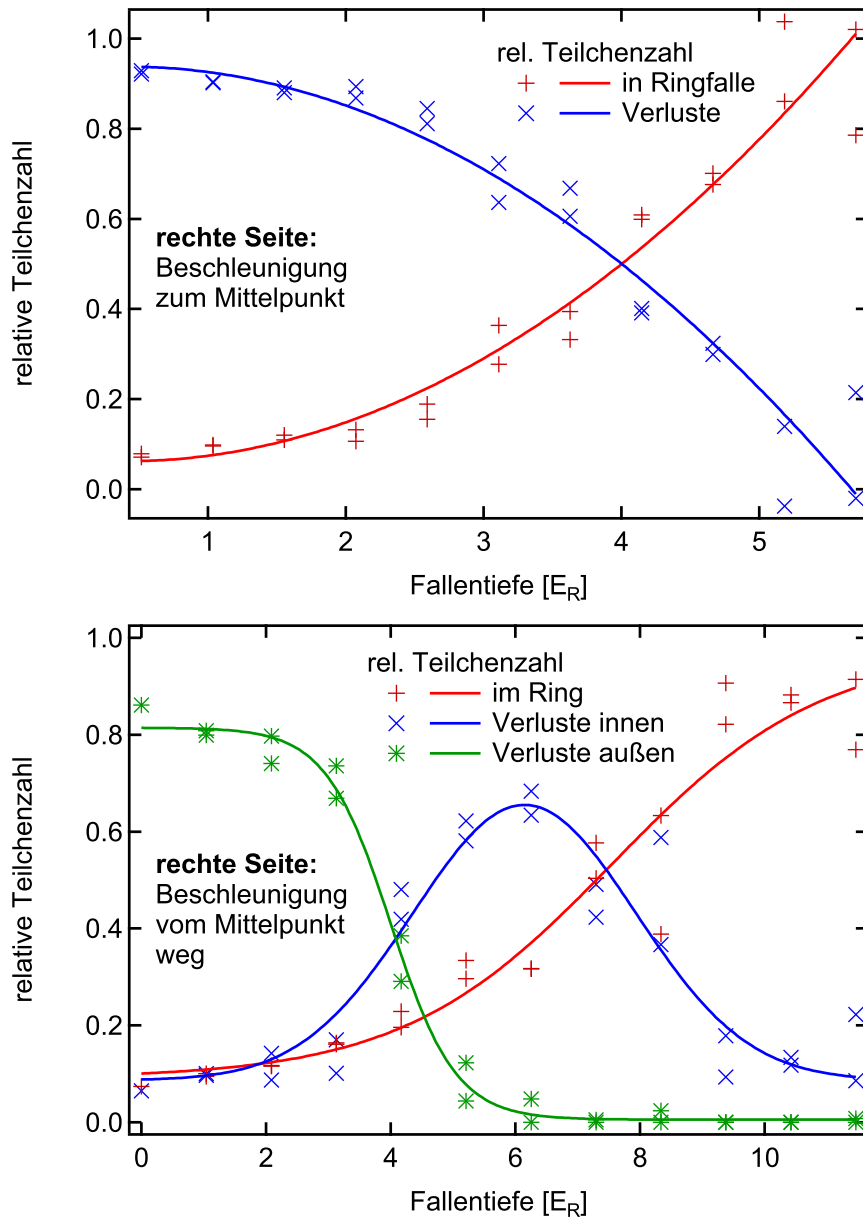 1.0
0.8
0.6
0.4
0.2
0.0
relative Teilchenzahl
rel. Teilchenzahl
in Ringfalle
Verluste
rechte Seite:
Beschleunigung
zum Mittelpunkt
1 2 3 4 5
Fallentiefe [E_R]
1.0
0.8
0.6
0.4
0.2
0.0
relative Teilchenzahl
rel. Teilchenzahl
im Ring
Verluste innen
Verluste außen
rechte Seite:
Beschleunigung
vom Mittelpunkt
weg
0 2 4 6 8 10
Fallentiefe [E_R]